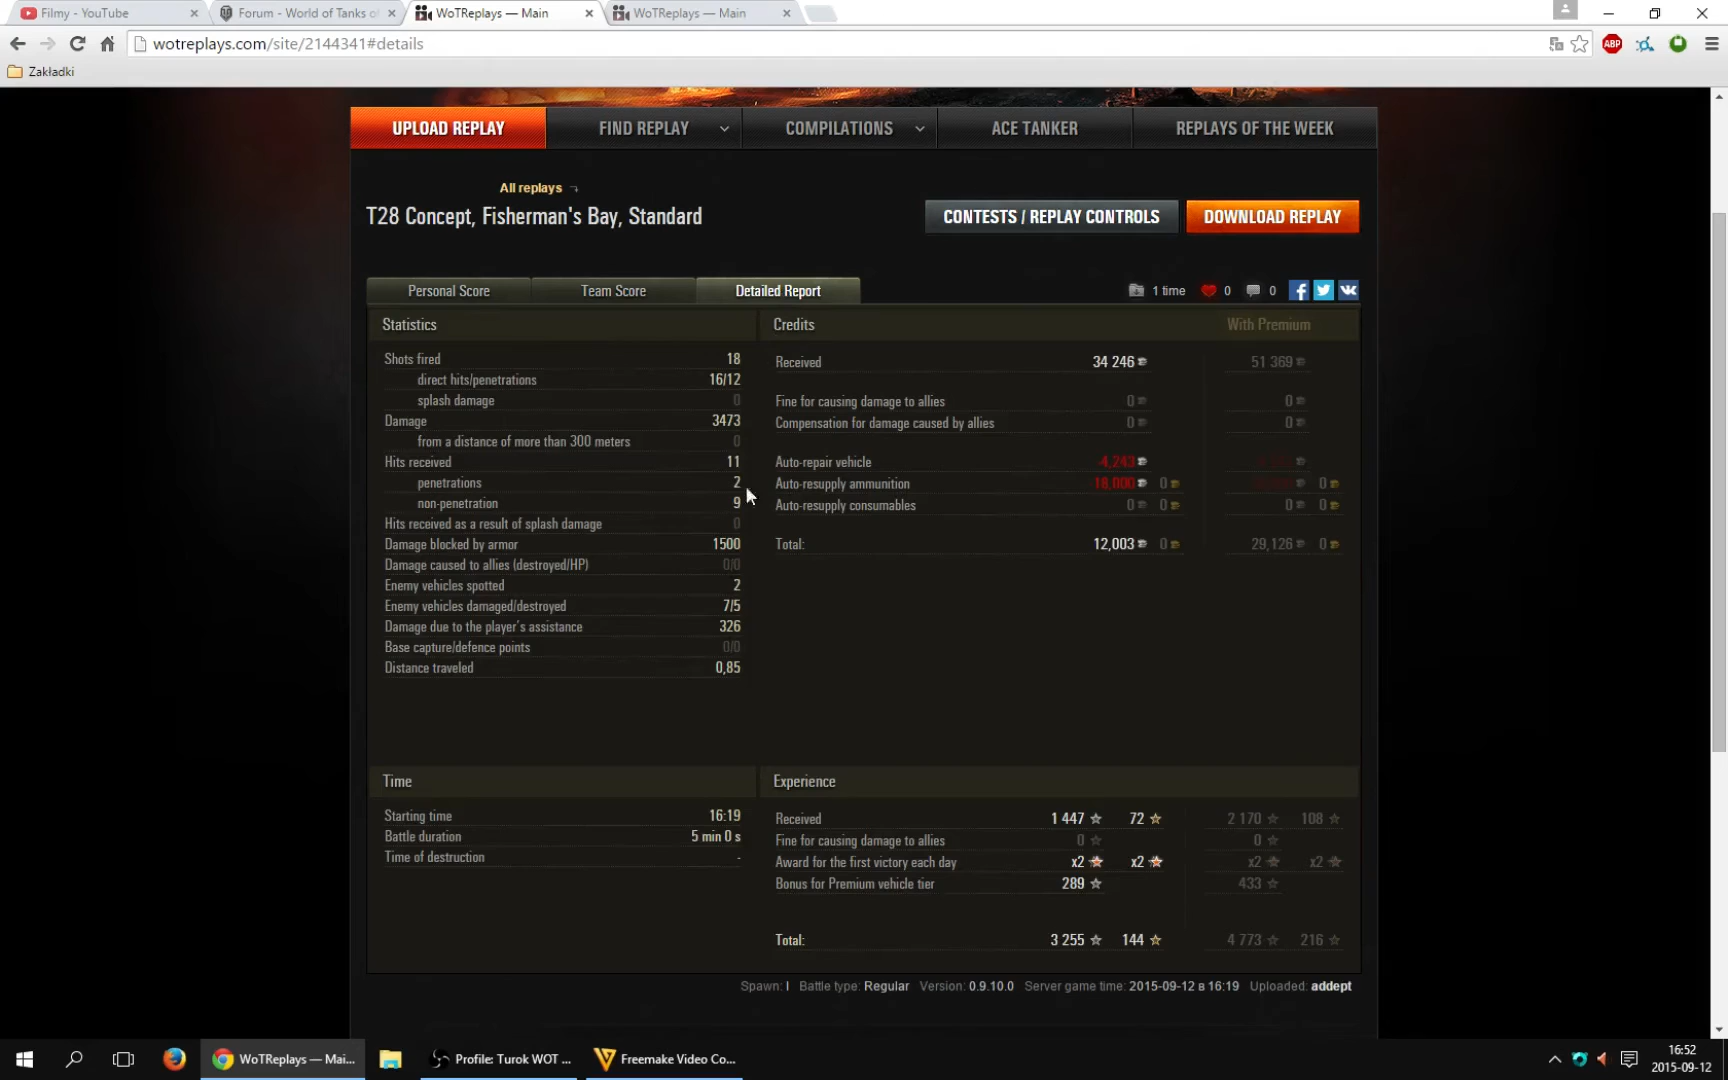 Filmy - YouTube
Forum - World of Tanks of
WoTReplays — Main
WoTReplays — Main
wotreplays.com/site/2144341#details
ABP
Zakładki
UPLOAD REPLAY
FIND REPLAY
COMPILATIONS
ACE TANKER
REPLAYS OF THE WEEK
All replays
T28 Concept, Fisherman's Bay, Standard
CONTESTS / REPLAY CONTROLS
DOWNLOAD REPLAY
Personal Score
Team Score
Detailed Report
1 time
0
0
Statistics
Shots fired 18
direct hits/penetrations 16/12
splash damage 0
Damage 3473
from a distance of more than 300 meters 0
Hits received 11
penetrations 2
non-penetration 9
Hits received as a result of splash damage 0
Damage blocked by armor 1500
Damage caused to allies (destroyed/HP) 0/0
Enemy vehicles spotted 2
Enemy vehicles damaged/destroyed 7/5
Damage due to the player's assistance 326
Base capture/defence points 0/0
Distance traveled 0,85
Credits With Premium
Received 34 246 51 369
Fine for causing damage to allies 0 0
Compensation for damage caused by allies 0 0
Auto-repair vehicle -4,243
Auto-resupply ammunition 18,000 0 0
Auto-resupply consumables 0 0 0 0
Total: 12,003 0 29,126 0
Time
Starting time 16:19
Battle duration 5 min 0 s
Time of destruction -
Experience
Received 1 447 72 2 170 108
Fine for causing damage to allies 0 0
Award for the first victory each day x2 x2 x2 x2
Bonus for Premium vehicle tier 289 433
Total: 3 255 144 4 773 216
Spawn: I Battle type: Regular Version: 0.9.10.0 Server game time: 2015-09-12 в 16:19 Uploaded: addept
WoTReplays — Mai...
Profile: Turok WOT ...
Freemake Video Co...
16:52
2015-09-12